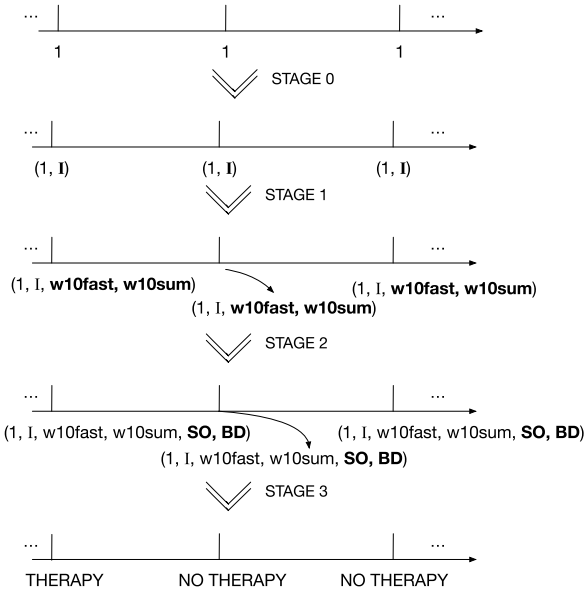 ... ...
1 1 1
STAGE 0
... ...
(1, I) (1, I) (1, I)
STAGE 1
... ...
(1, I, w10fast, w10sum) (1, I, w10fast, w10sum)
(1, I, w10fast, w10sum)
STAGE 2
... ...
(1, I, w10fast, w10sum, SO, BD) (1, I, w10fast, w10sum, SO, BD)
(1, I, w10fast, w10sum, SO, BD)
STAGE 3
... ...
THERAPY NO THERAPY NO THERAPY